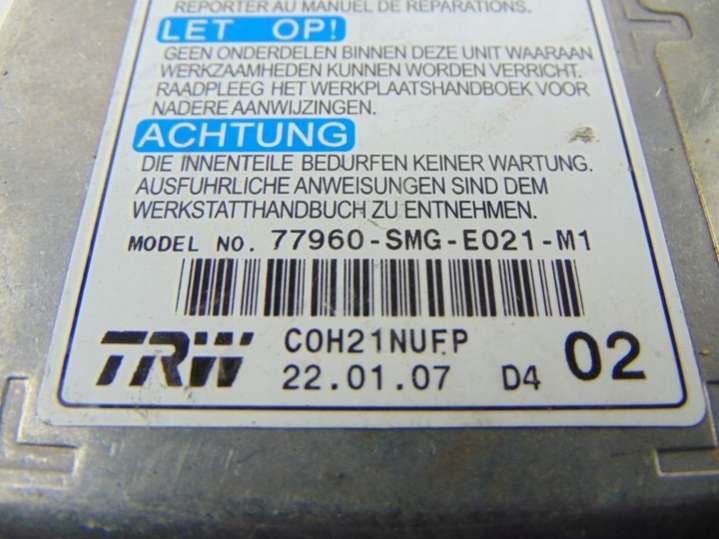 REPORTER AU MANUEL DE REPARATIONS.
LET OP!
GEEN ONDERDELEN BINNEN DEZE UNIT WAARAAN
WERKZAAMHEDEN KUNNEN WORDEN VERRICHT.
RAADPLEEG HET WERKPLAATSHANDBOEK VOOR
NADERE AANWIJZINGEN.
ACHTUNG
DIE INNENTEILE BEDURFEN KEINER WARTUNG.
AUSFUHRLICHE ANWEISUNGEN SIND DEM
WERKSTATTHANDBUCH ZU ENTNEHMEN.
MODEL NO. 77960-SMG-E021-M1
TRW C0H21NUFP
22.01.07 D4 02